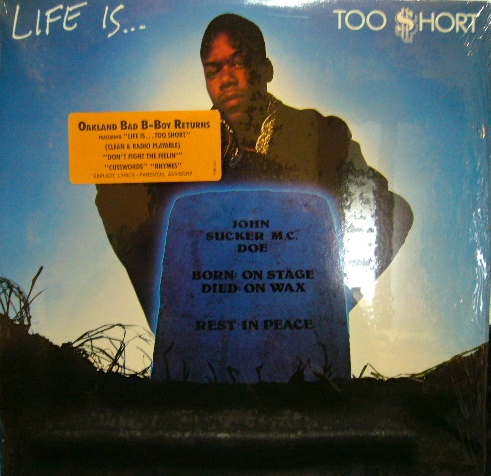 LIFE IS...
TOO $HORT
OAKLAND BAD B-BOY RETURNS
FEATURING "LIFE IS...TOO SHORT"
(CLEAN & RADIO PLAYABLE)
"DON'T FIGHT THE FEELIN'"
"CUSSWORDS" "RHYMES"
EXPLICIT LYRICS-PARENTAL ADVISORY
JOHN
"SUCKER M.C."
DOE
BORN: ON STAGE
DIED: ON WAX
REST IN PEACE